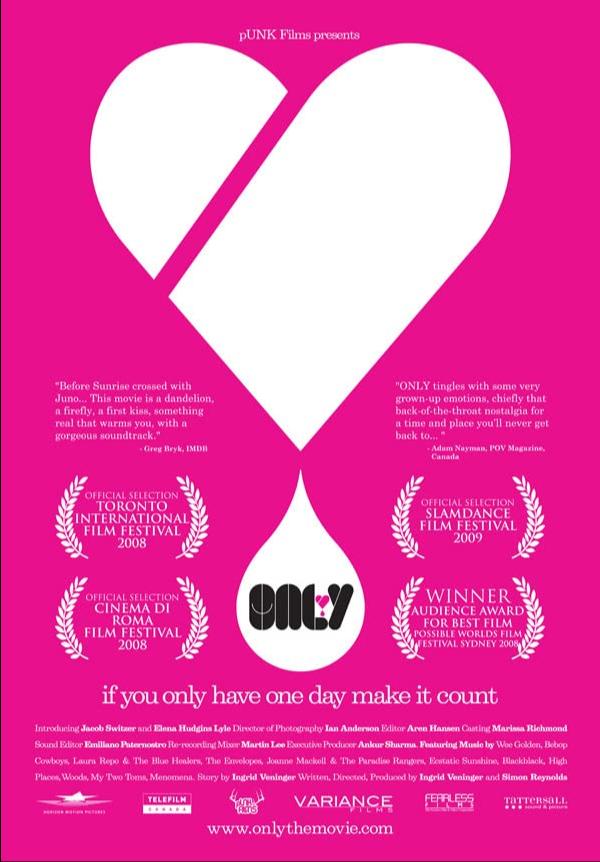 pUNK Films presents
"Before Sunrise crossed with
Juno... This movie is a dandelion,
a firefly, a first kiss, something
real that warms you, with a
gorgeous soundtrack."
- Greg Bryk, IMDB
"ONLY tingles with some very
grown-up emotions, chiefly that
back-of-the-throat nostalgia for
a time and place you'll never get
back to... "
- Adam Nayman, POV Magazine,
Canada
OFFICIAL SELECTION
TORONTO
INTERNATIONAL
FILM FESTIVAL
2008
OFFICIAL SELECTION
SLAMDANCE
FILM FESTIVAL
2009
OFFICIAL SELECTION
CINEMA DI
ROMA
FILM FESTIVAL
2008
WINNER
AUDIENCE AWARD
FOR BEST FILM
POSSIBLE WORLDS FILM
FESTIVAL SYDNEY 2008
ONLY
if you only have one day make it count
Introducing Jacob Switzer and Elena Hudgins Lyle Director of Photography Ian Anderson Editor Aren Hansen Casting Marissa Richmond
Sound Editor Emiliano Paternostro Re-recording Mixer Martin Lee Executive Producer Ankur Sharma. Featuring Music by Wee Golden, Bebop
Cowboys, Laura Repo & The Blue Healers, The Envelopes, Joanne Mackell & The Paradise Rangers, Ecstatic Sunshine, Blackblack, High
Places, Woods, My Two Toms, Menomena. Story by Ingrid Veninger Written, Directed, Produced by Ingrid Veninger and Simon Reynolds
HORIZON MOTION PICTURES
TELEFILM
CANADA
VARIANCE
FILMS
FEARLESS
FILMS
TATTERSALL
sound & picture
www.onlythemovie.com